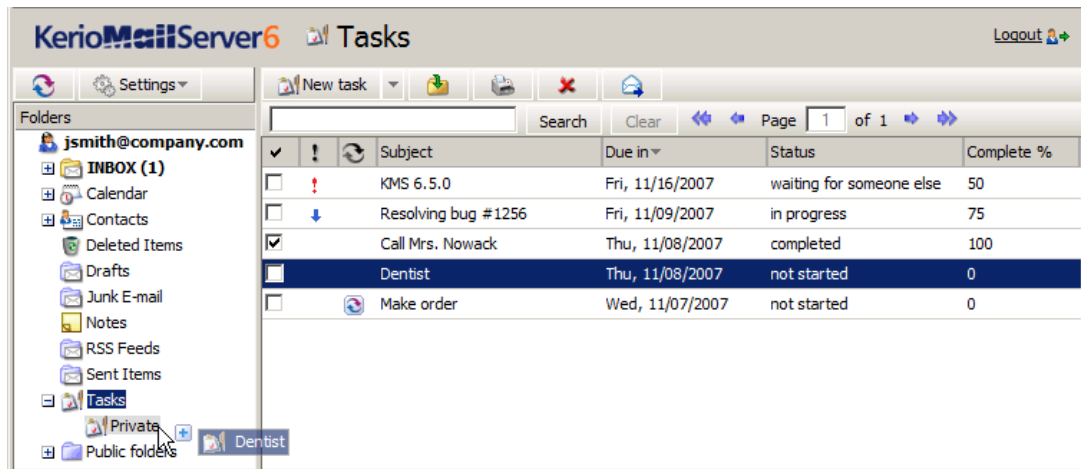 KerioMailServer6 Tasks Logout
Settings New task
Folders Search Clear Page 1 of 1
jsmith@company.com
! Subject Due in Status Complete %
INBOX (1)
! KMS 6.5.0 Fri, 11/16/2007 waiting for someone else 50
Calendar
Resolving bug #1256 Fri, 11/09/2007 in progress 75
Contacts
Call Mrs. Nowack Thu, 11/08/2007 completed 100
Deleted Items
Dentist Thu, 11/08/2007 not started 0
Drafts
Junk E-mail
Make order Wed, 11/07/2007 not started 0
Notes
RSS Feeds
Sent Items
Tasks
Private
Dentist
Public folders